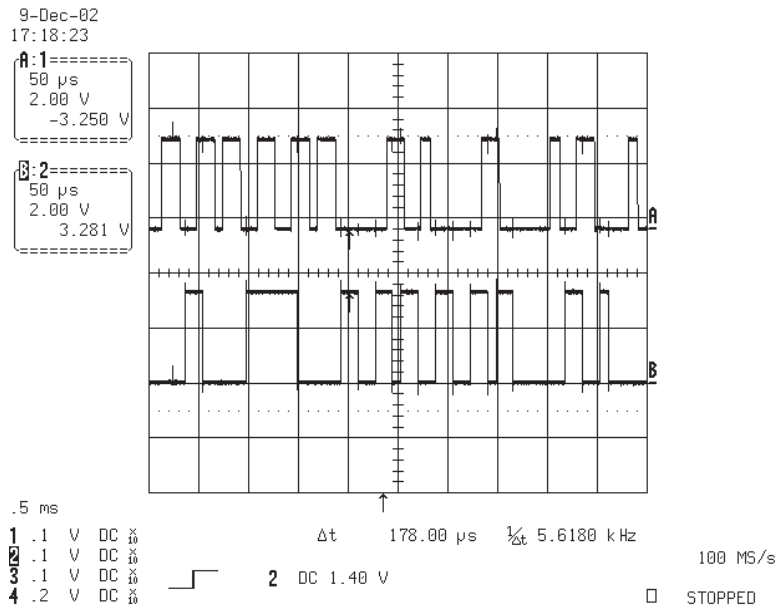 9-Dec-02
17:18:23
A:1
50 µs
2.00 V
-3.250 V
B:2
50 µs
2.00 V
3.281 V
A
B
.5 ms
1 .1 V DC x10
2 .1 V DC x10
3 .1 V DC x10
4 .2 V DC x10
Δt 178.00 µs 1/Δt 5.6180 kHz
2 DC 1.40 V
100 MS/s
STOPPED